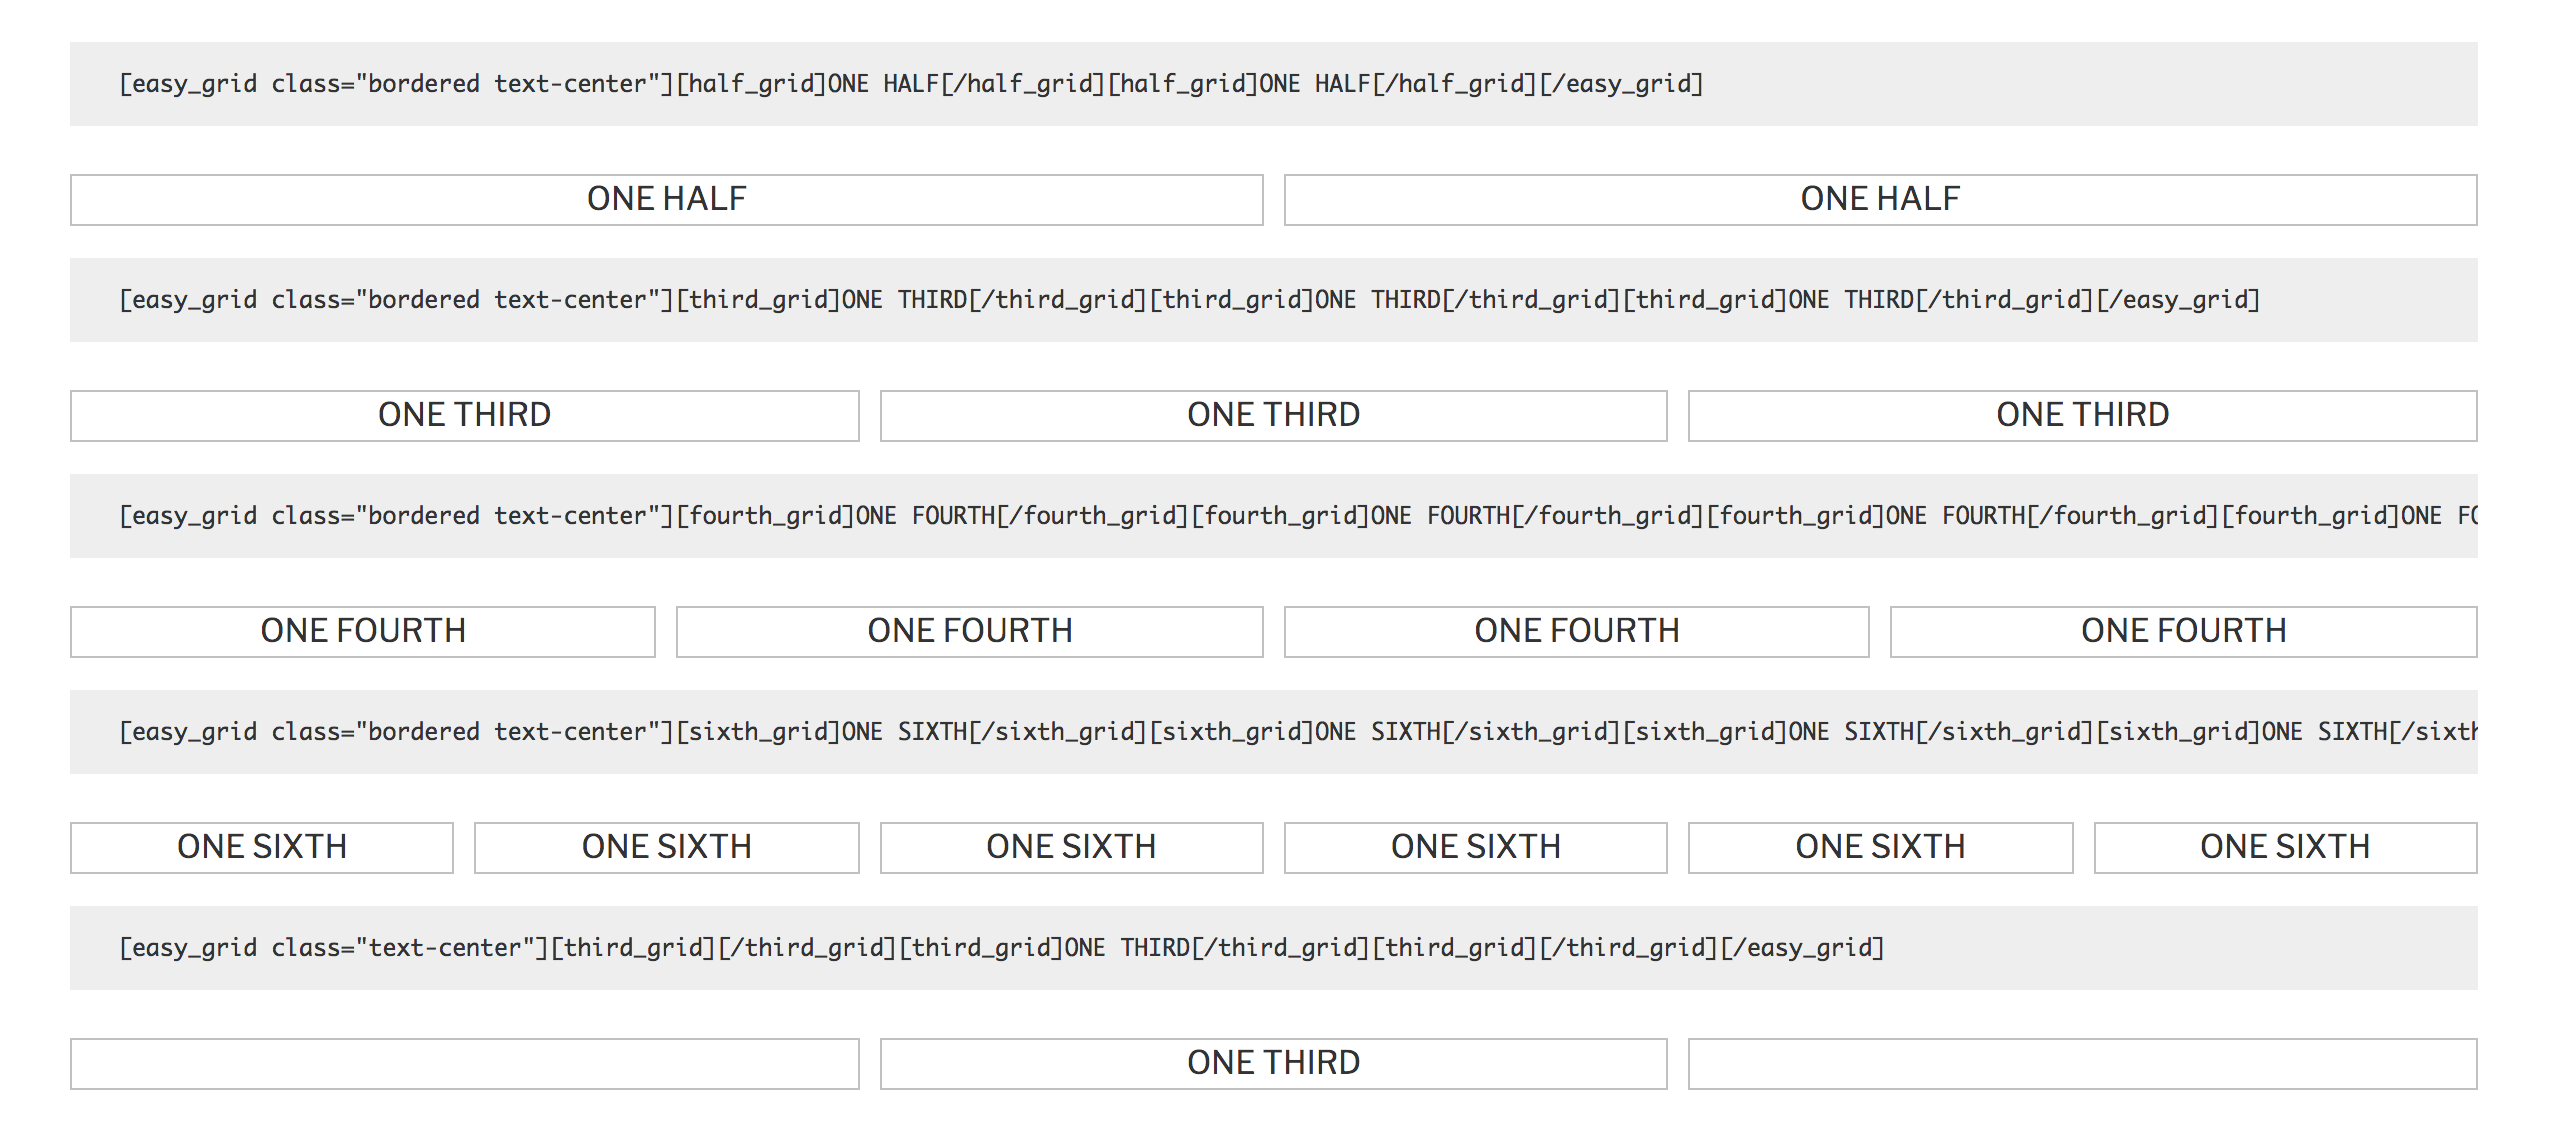 [easy_grid class="bordered text-center"][half_grid]ONE HALF[/half_grid][half_grid]ONE HALF[/half_grid][/easy_grid]
ONE HALF ONE HALF
[easy_grid class="bordered text-center"][third_grid]ONE THIRD[/third_grid][third_grid]ONE THIRD[/third_grid][third_grid]ONE THIRD[/third_grid][/easy_grid]
ONE THIRD ONE THIRD ONE THIRD
[easy_grid class="bordered text-center"][fourth_grid]ONE FOURTH[/fourth_grid][fourth_grid]ONE FOURTH[/fourth_grid][fourth_grid]ONE FOURTH[/fourth_grid][fourth_grid]ONE FO
ONE FOURTH ONE FOURTH ONE FOURTH ONE FOURTH
[easy_grid class="bordered text-center"][sixth_grid]ONE SIXTH[/sixth_grid][sixth_grid]ONE SIXTH[/sixth_grid][sixth_grid]ONE SIXTH[/sixth_grid][sixth_grid]ONE SIXTH[/sixth
ONE SIXTH ONE SIXTH ONE SIXTH ONE SIXTH ONE SIXTH ONE SIXTH
[easy_grid class="text-center"][third_grid][/third_grid][third_grid]ONE THIRD[/third_grid][third_grid][/third_grid][/easy_grid]
ONE THIRD